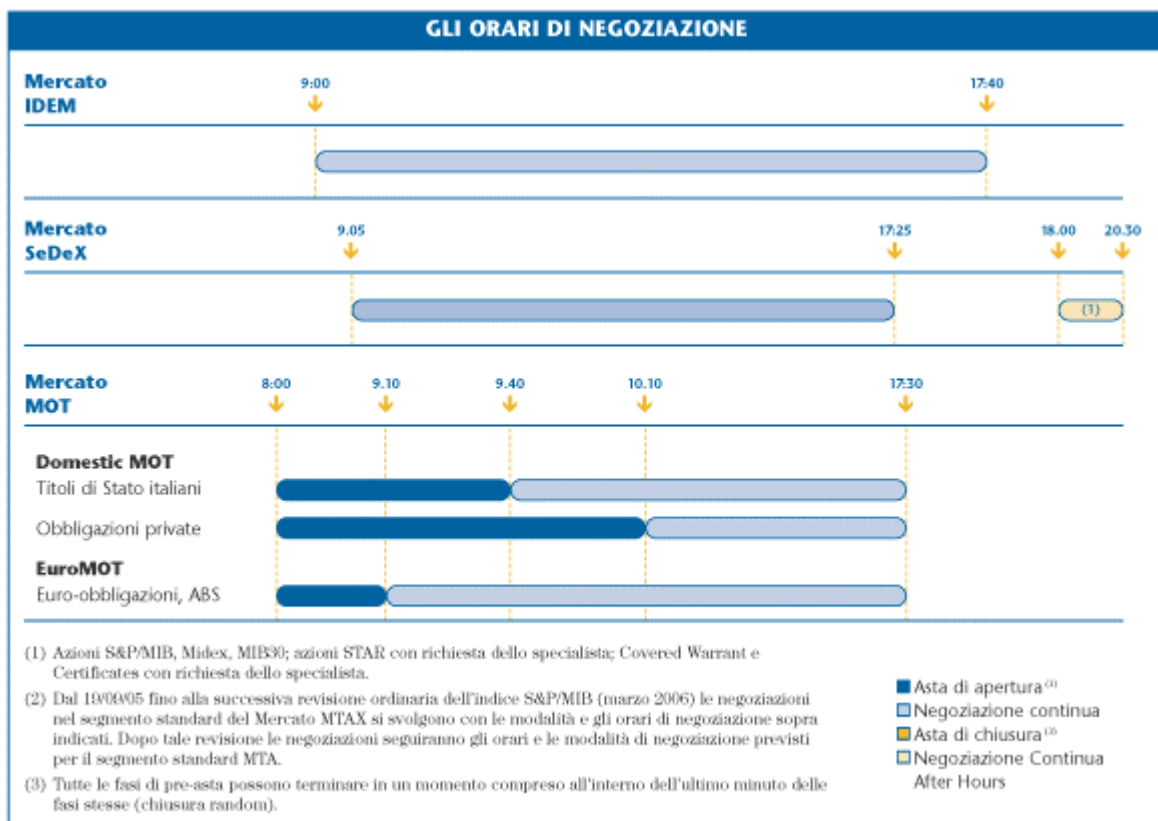 GLI ORARI DI NEGOZIAZIONE
Mercato
IDEM
9:00
17:40
Mercato
SeDeX
9.05
17:25
18.00
20.30
(1)
Mercato
MOT
8:00
9.10
9.40
10.10
17:30
Domestic MOT
Titoli di Stato italiani
Obbligazioni private
EuroMOT
Euro-obbligazioni, ABS
(1) Azioni S&P/MIB, Midex, MIB30; azioni STAR con richiesta dello specialista; Covered Warrant e
Certificates con richiesta dello specialista.
(2) Dal 19/09/05 fino alla successiva revisione ordinaria dell'indice S&P/MIB (marzo 2006) le negoziazioni
nel segmento standard del Mercato MTAX si svolgono con le modalità e gli orari di negoziazione sopra
indicati. Dopo tale revisione le negoziazioni seguiranno gli orari e le modalità di negoziazione previsti
per il segmento standard MTA.
(3) Tutte le fasi di pre-asta possono terminare in un momento compreso all'interno dell'ultimo minuto delle
fasi stesse (chiusura random).
Asta di apertura (3)
Negoziazione continua
Asta di chiusura (3)
Negoziazione Continua
After Hours